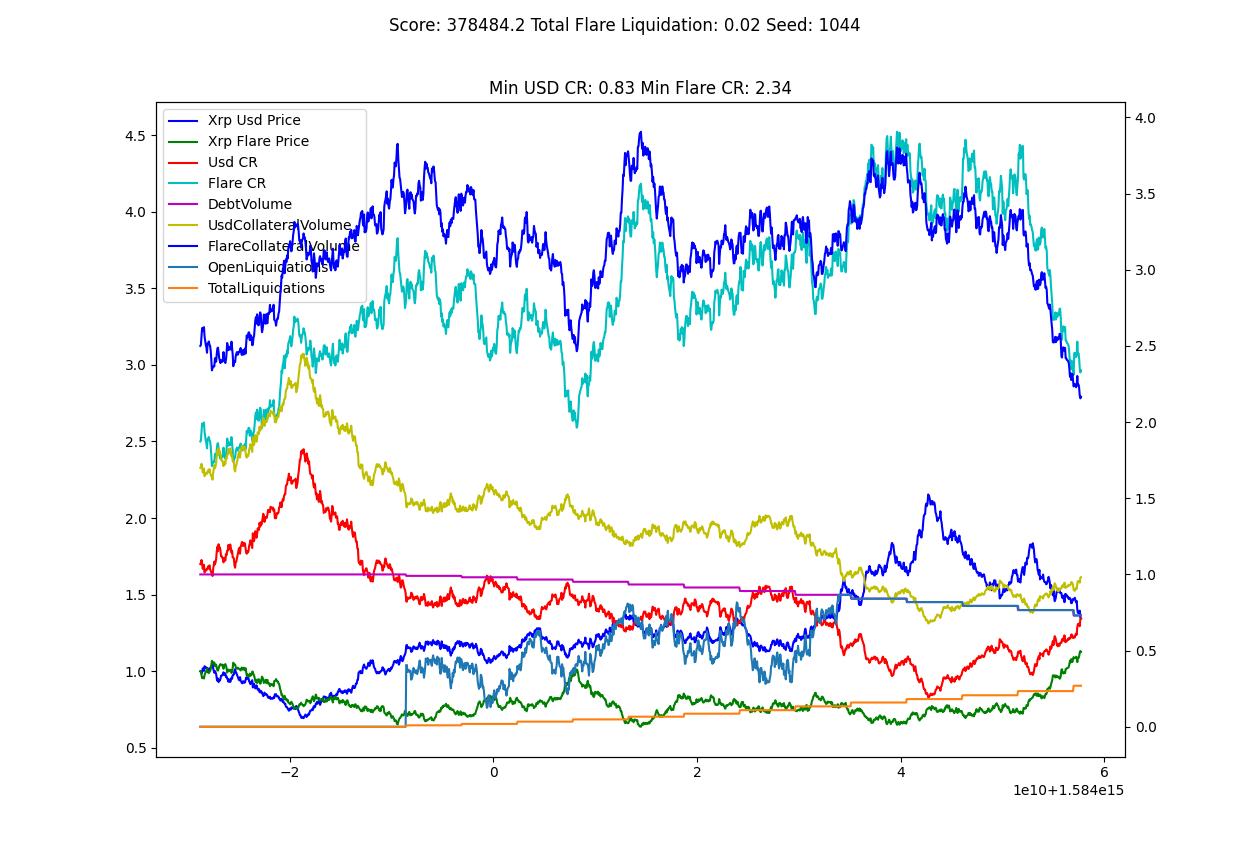 Score: 378484.2 Total Flare Liquidation: 0.02 Seed: 1044
Min USD CR: 0.83 Min Flare CR: 2.34
Xrp Usd Price
Xrp Flare Price
Usd CR
Flare CR
DebtVolume
UsdCollateralVolume
FlareCollateralVolume
OpenLiquidations
TotalLiquidations
4.5
4.0
3.5
3.0
2.5
2.0
1.5
1.0
0.5
4.0
3.5
3.0
2.5
2.0
1.5
1.0
0.5
0.0
−2
0
2
4
6
1e10+1.584e15